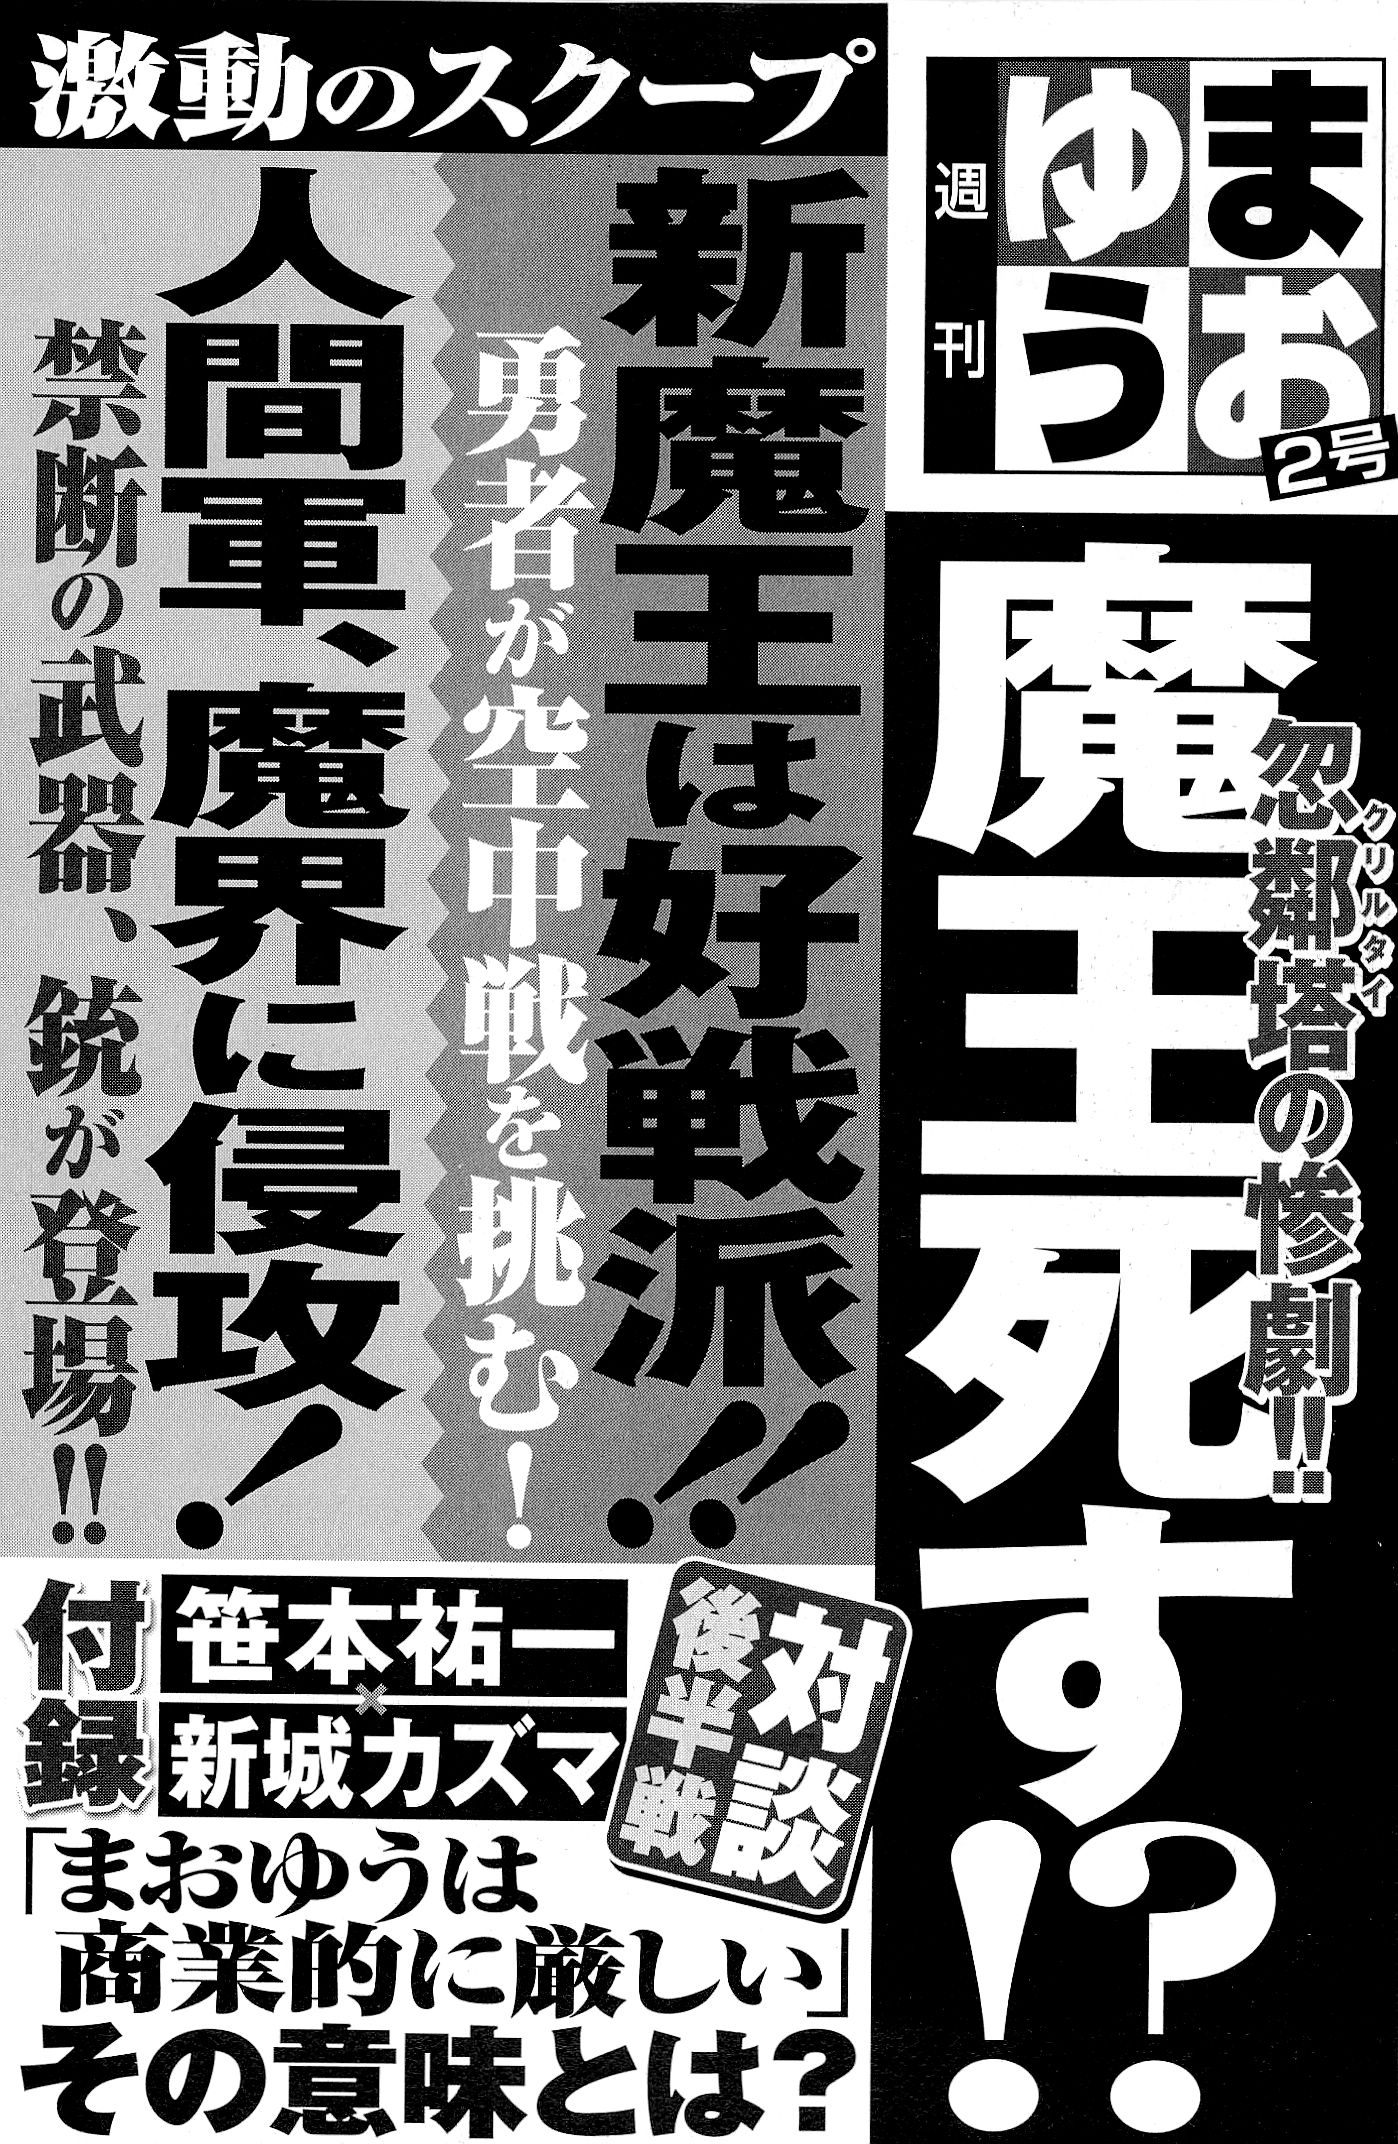 週刊
まお
ゆう
2号
忽鄰塔の惨劇!!
クリルタイ
魔王死す!?
激動のスクープ
新魔王は好戦派!!
勇者が空中戦を挑む!
人間軍、魔界に侵攻!
禁断の武器、銃が登場!!
対談
後半戦
付録
笹本祐一
×
新城カズマ
「まおゆうは
商業的に厳しい」
その意味とは?